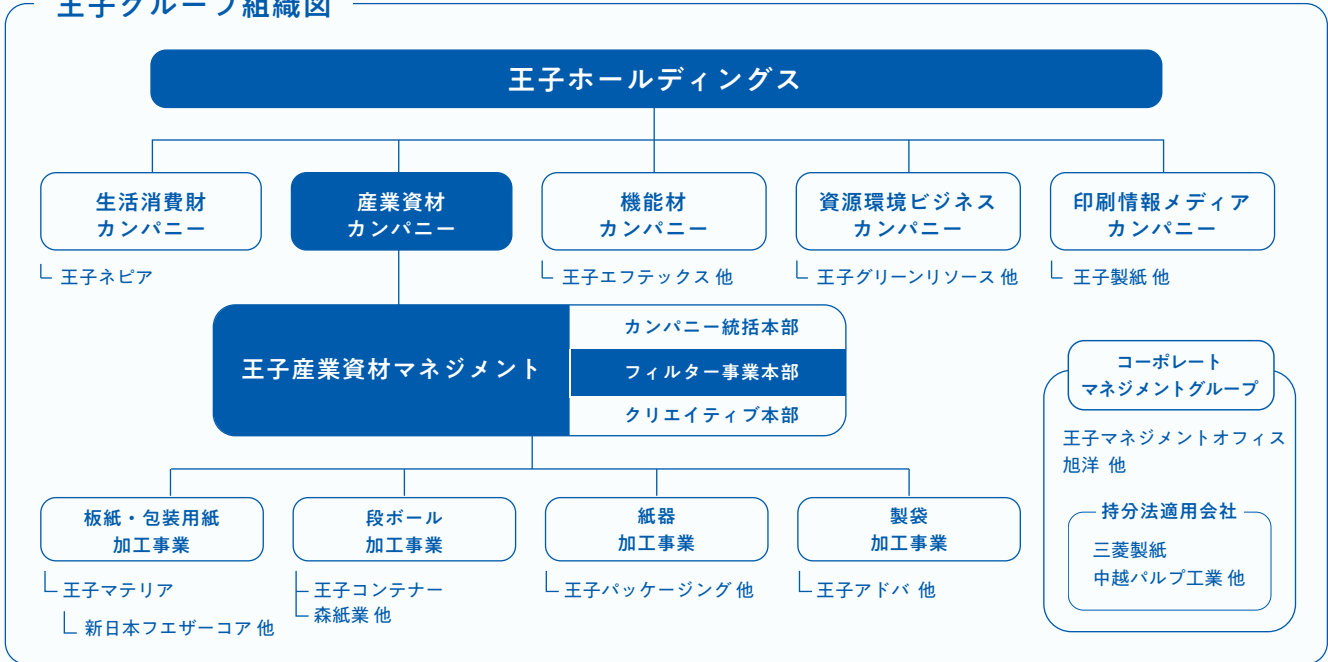 王子グループ組織図
王子ホールディングス
生活消費財
カンパニー
王子ネピア
産業資材
カンパニー
機能材
カンパニー
王子エフテックス 他
資源環境ビジネス
カンパニー
王子グリーンリソース 他
印刷情報メディア
カンパニー
王子製紙 他
王子産業資材マネジメント
カンパニー統括本部
フィルター事業本部
クリエイティブ本部
板紙・包装用紙
加工事業
王子マテリア
新日本フエザーコア 他
段ボール
加工事業
王子コンテナー
森紙業 他
紙器
加工事業
王子パッケージング 他
製袋
加工事業
王子アドバ 他
コーポレート
マネジメントグループ
王子マネジメントオフィス
旭洋 他
持分法適用会社
三菱製紙
中越パルプ工業 他